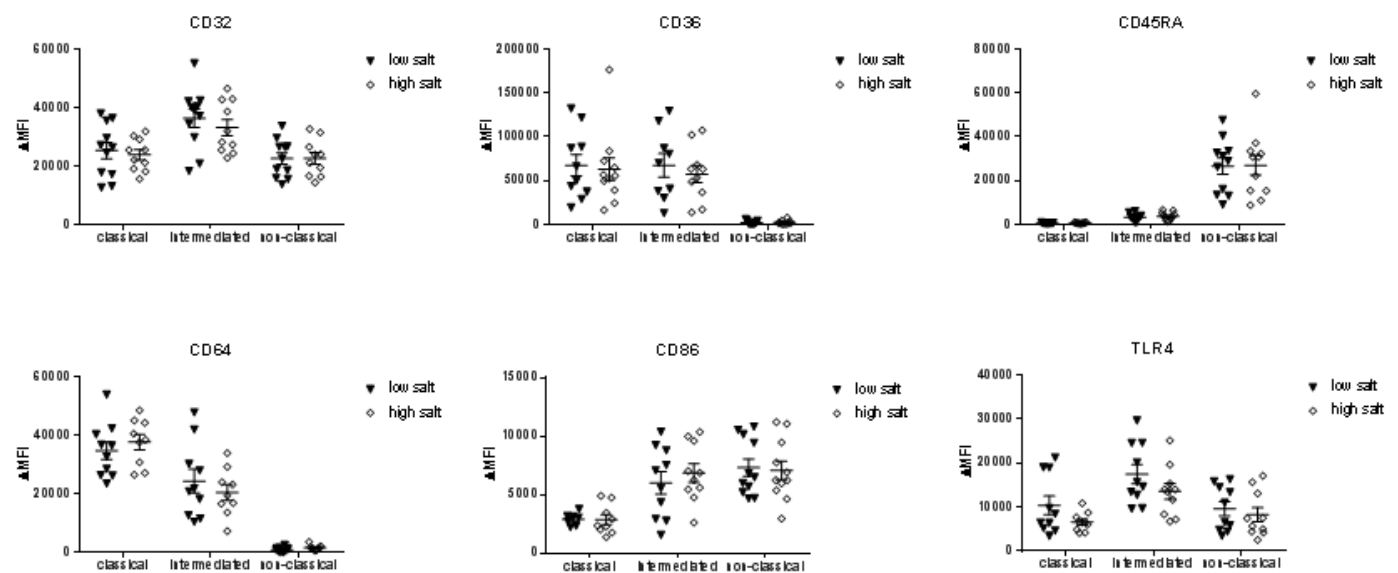 CD32
60000
40000
20000
0
ΔMFI
classical Intermediated non-classical
low salt
high salt
CD36
200000
150000
100000
50000
0
ΔMFI
classical Intermediated non-classical
low salt
high salt
CD45RA
80000
60000
40000
20000
0
ΔMFI
classical Intermediated non-classical
low salt
high salt
CD64
60000
40000
20000
0
ΔMFI
classical Intermediated non-classical
low salt
high salt
CD86
15000
10000
5000
0
ΔMFI
classical Intermediated non-classical
low salt
high salt
TLR4
40000
30000
20000
10000
0
ΔMFI
classical Intermediated non-classical
low salt
high salt